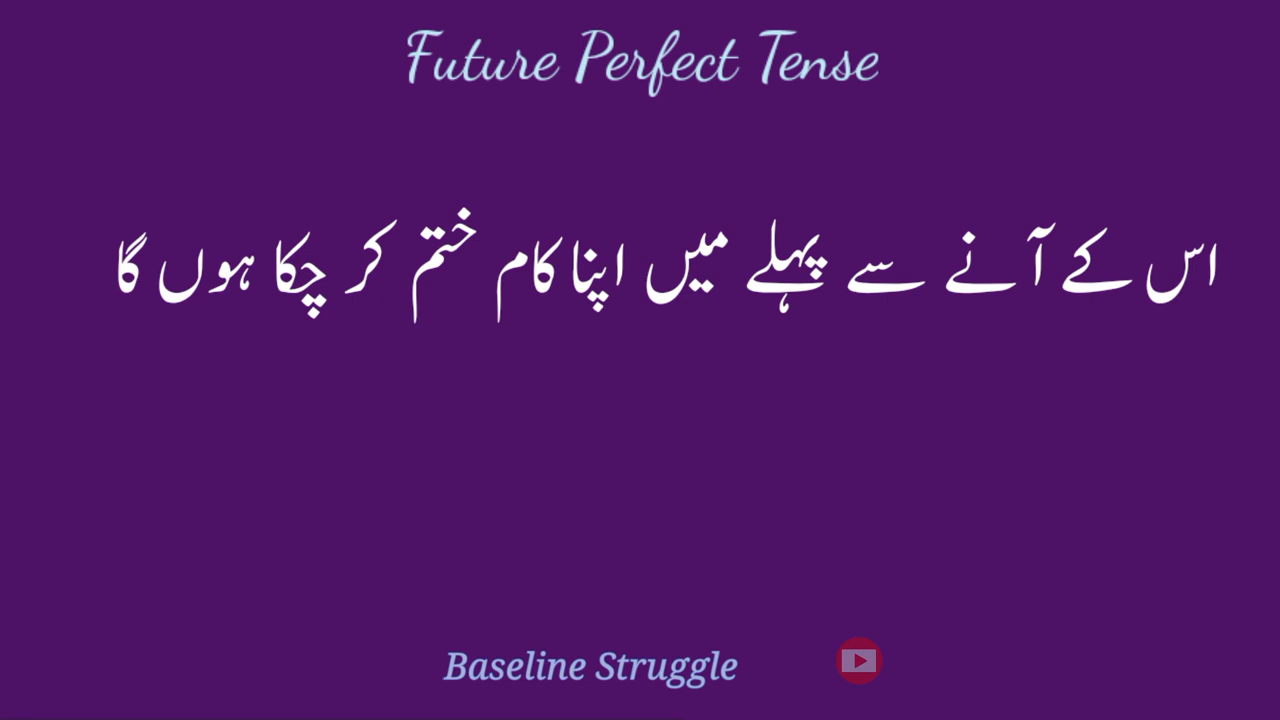 Future Perfect Tense
اس کے آنے سے پہلے میں اپنا کام ختم کر چکا ہوں گا
Baseline Struggle